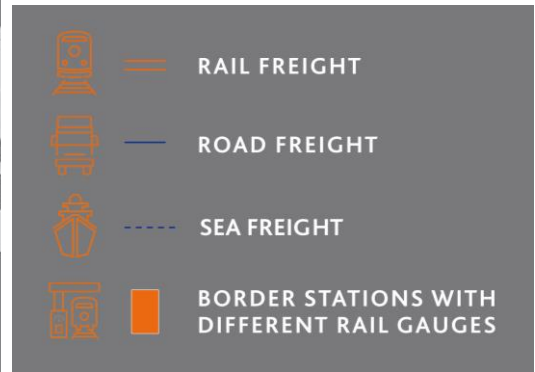 RAIL FREIGHT
ROAD FREIGHT
SEA FREIGHT
BORDER STATIONS WITH
DIFFERENT RAIL GAUGES